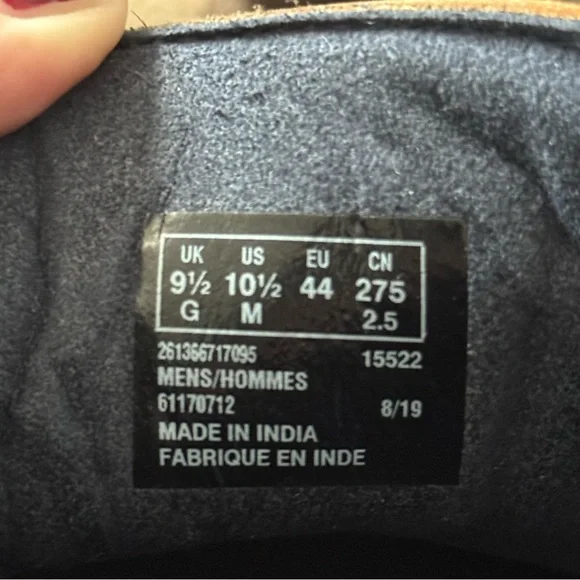 UK US EU CN
9½ 10½ 44 275
G M 2.5
261366717095 15522
MENS/HOMMES
61170712 8/19
MADE IN INDIA
FABRIQUE EN INDE